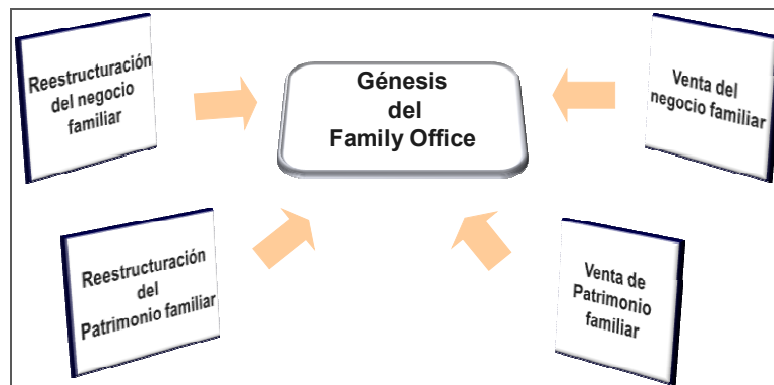 Reestructuración
del negocio
familiar
Génesis
del
Family Office
Venta del
negocio familiar
Reestructuración
del
Patrimonio familiar
Venta de
Patrimonio
familiar